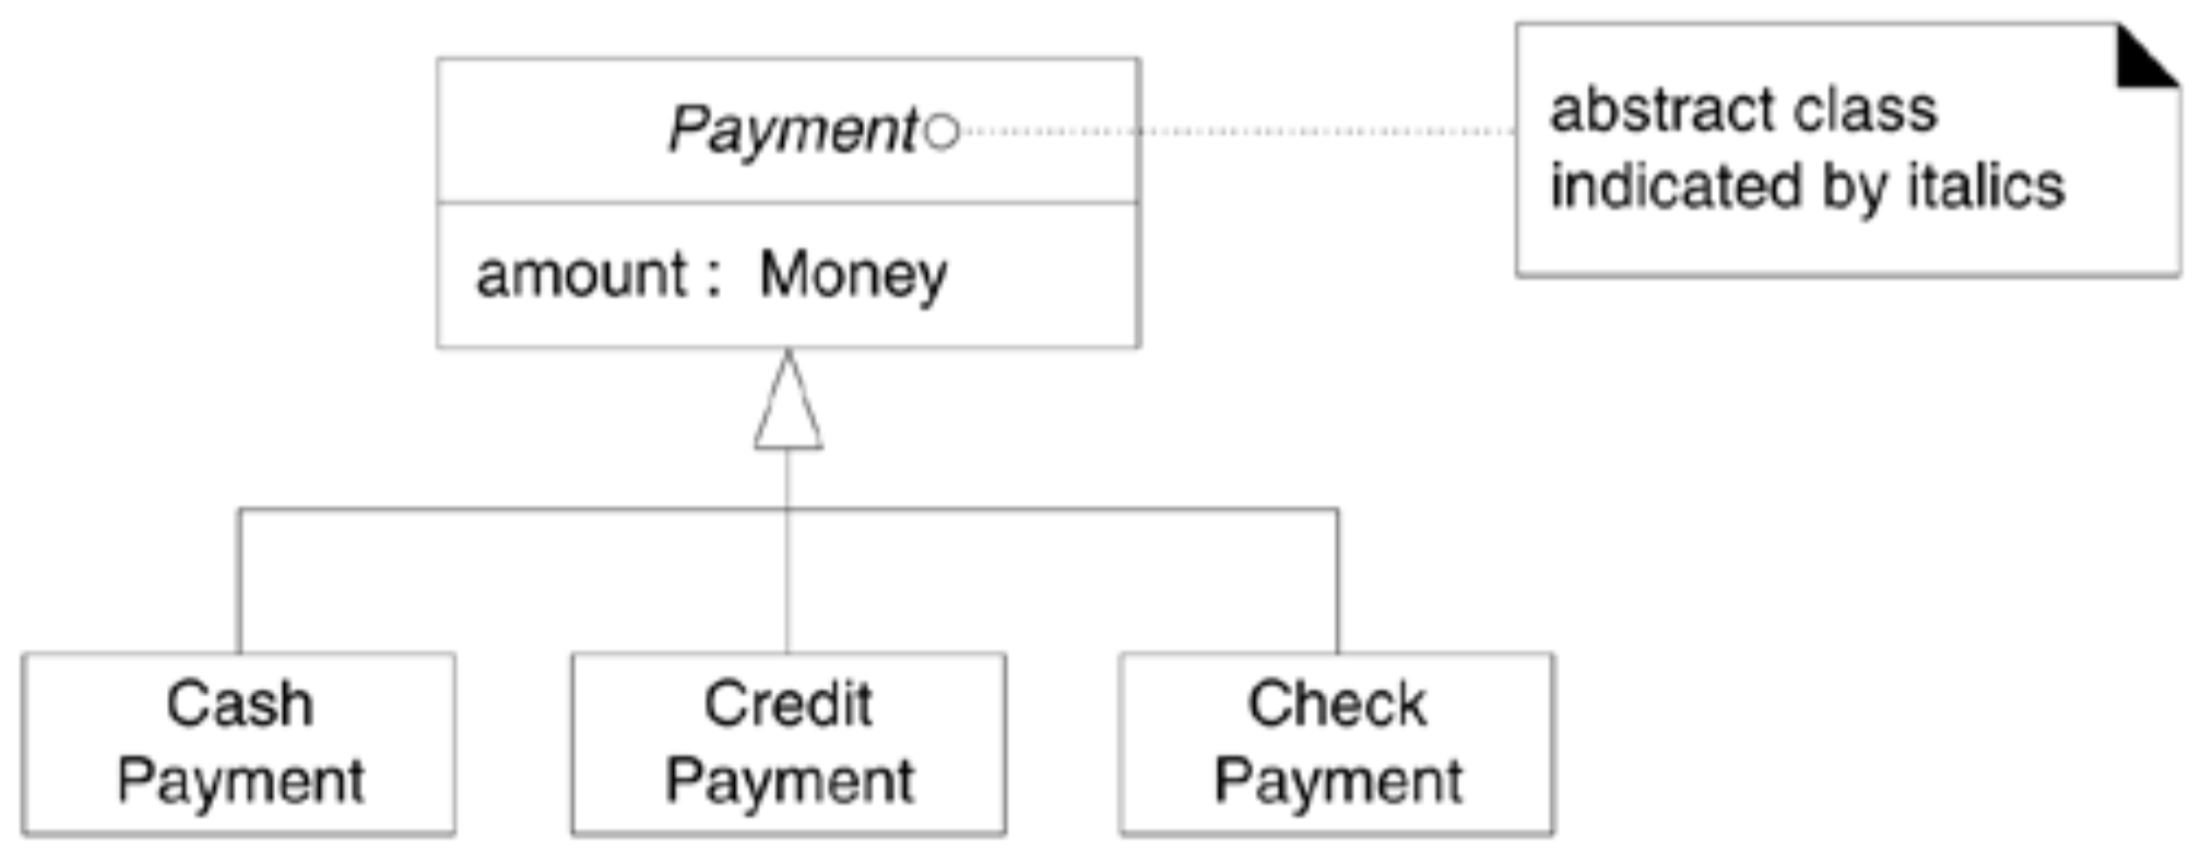 Payment
abstract class
indicated by italics
amount : Money
Cash
Payment
Credit
Payment
Check
Payment